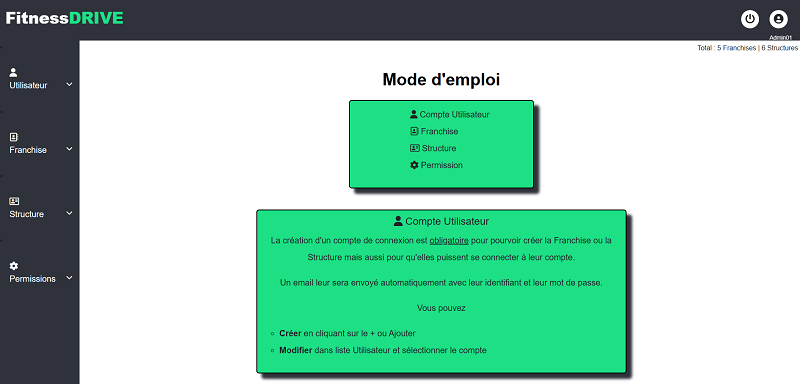 FitnessDRIVE
Admin01
Total : 5 Franchises | 6 Structures
Utilisateur
Franchise
Structure
Permissions
Mode d'emploi
Compte Utilisateur
Franchise
Structure
Permission
Compte Utilisateur
La création d'un compte de connexion est obligatoire pour pourvoir créer la Franchise ou la
Structure mais aussi pour qu'elles puissent se connecter à leur compte.
Un email leur sera envoyé automatiquement avec leur identifiant et leur mot de passe.
Vous pouvez
Créer en cliquant sur le + ou Ajouter
Modifier dans liste Utilisateur et sélectionner le compte